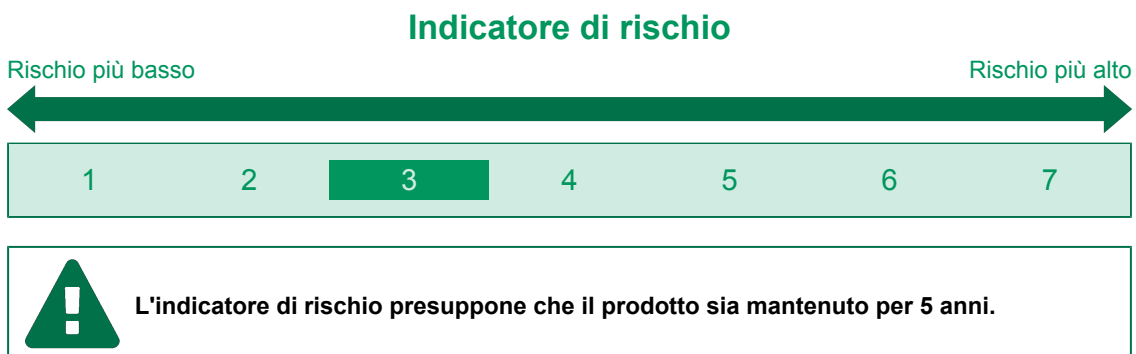 Indicatore di rischio
Rischio più basso Rischio più alto
1 2 3 4 5 6 7
L'indicatore di rischio presuppone che il prodotto sia mantenuto per 5 anni.